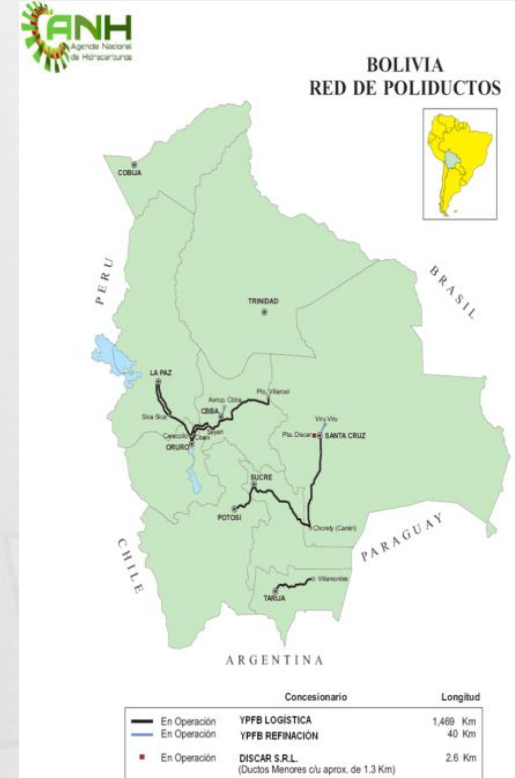 ANH
Agencia Nacional
de Hidrocarburos
BOLIVIA
RED DE POLIDUCTOS
COBIJA
PERU
BRASIL
TRINIDAD
LA PAZ
Pto. Villarroel
Aerop. Cbba
CBBA
Sica Sica
Viru Viru
Pta. Discar
SANTA CRUZ
Caracollo
ORURO
SUCRE
POTOSI
Chorety (Camiri)
PARAGUAY
CHILE
Villamontes
TARIJA
ARGENTINA
Concesionario Longitud
En Operación YPFB LOGÍSTICA 1,469 Km
En Operación YPFB REFINACIÓN 40 Km
En Operación DISCAR S.R.L. 2.6 Km
(Ductos Menores c/u aprox. de 1.3 Km)